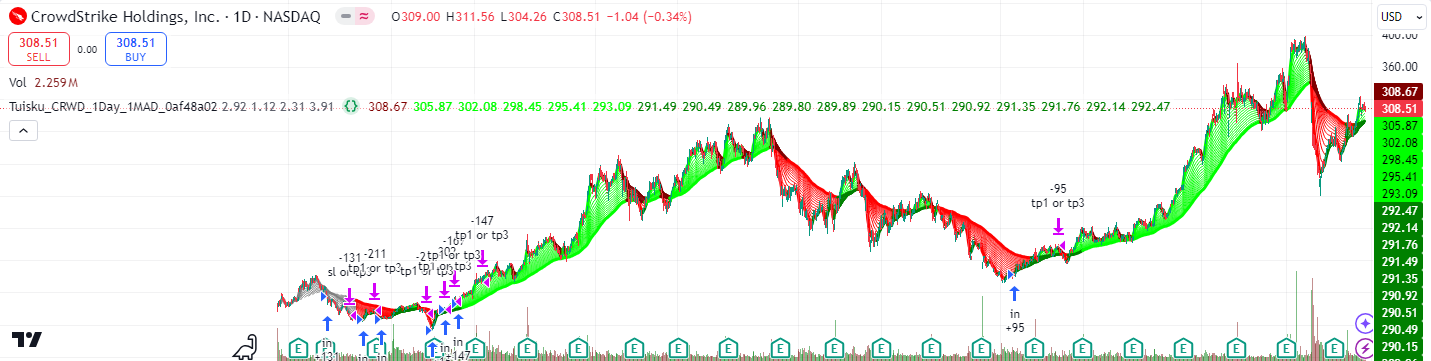 CrowdStrike Holdings, Inc. · 1D · NASDAQ O309.00 H311.56 L304.26 C308.51 −1.04 (−0.34%)
USD
308.51 SELL
0.00
308.51 BUY
Vol 2.259M
Tuisku_CRWD_1Day_1MAD_0af48a02 2.92 1.12 2.31 3.91 308.67 305.87 302.08 298.45 295.41 293.09 291.49 290.49 289.96 289.80 289.89 290.15 290.51 290.92 291.35 291.76 292.14 292.47
400.00
360.00
308.67
308.51
305.87
302.08
298.45
295.41
293.09
292.47
292.14
291.76
291.49
291.35
290.92
290.51
290.49
290.15
-95
tp1 or tp3
-147
tp1 or tp3
-211
tp1 or tp3
-131
in
+95
in
+131
in
+147
E E E E E E E E E E E E E E E E